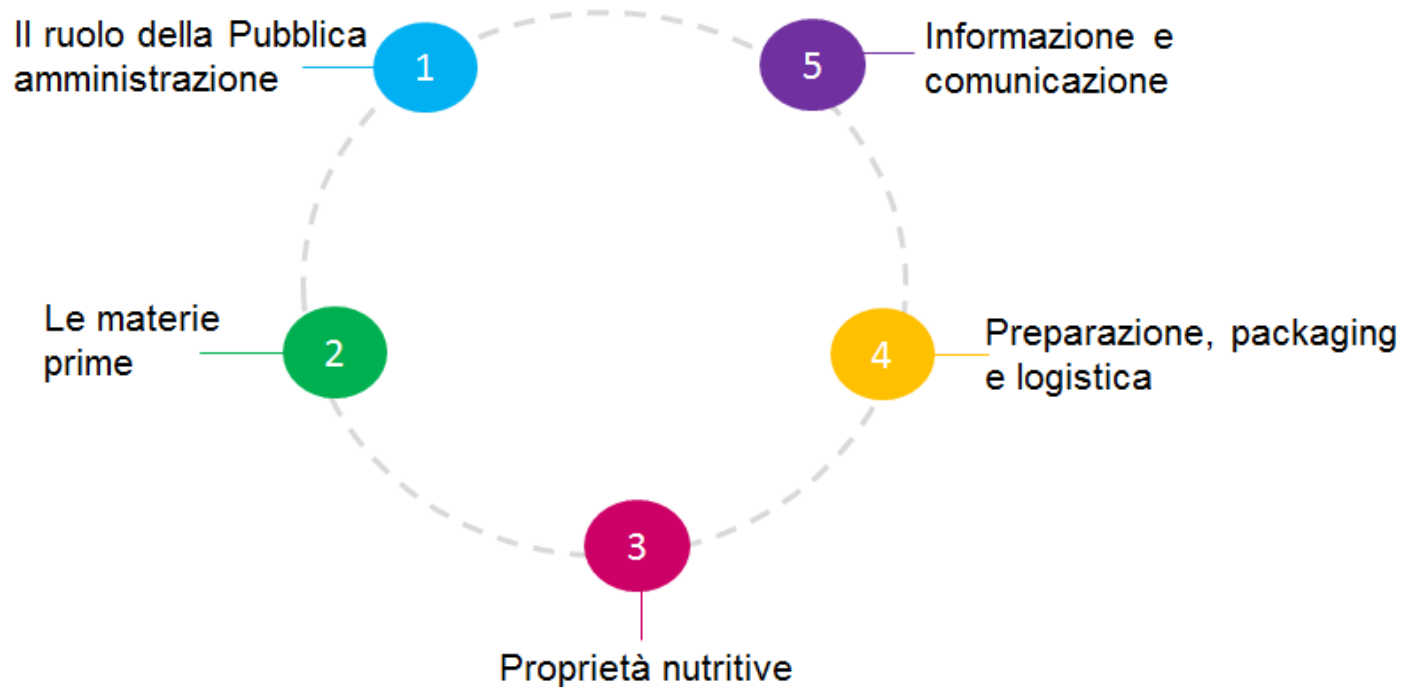 Il ruolo della Pubblica
amministrazione
1
Le materie
prime
2
3
Proprietà nutritive
4
Preparazione, packaging
e logistica
5
Informazione e
comunicazione